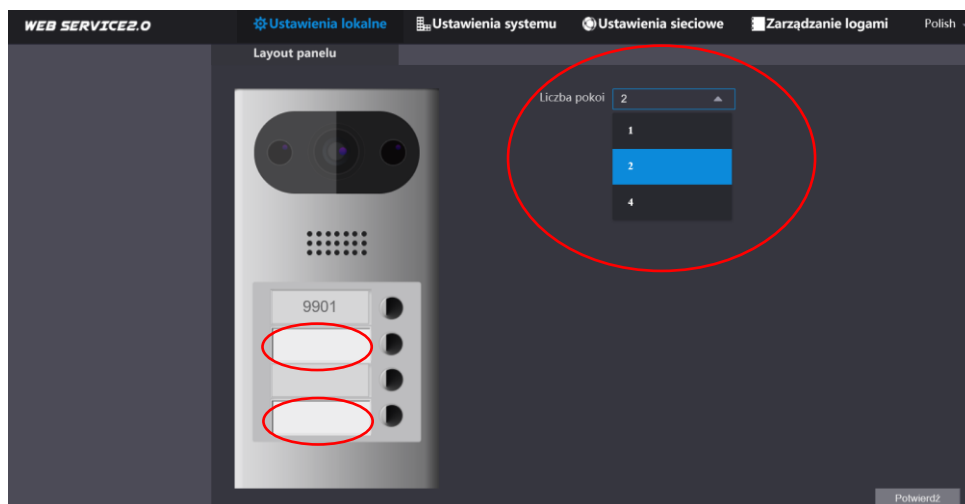 WEB SERVICE2.0 Ustawienia lokalne Ustawienia systemu Ustawienia sieciowe Zarządzanie logami Polish
Layout panelu
Liczba pokoi 2
1
2
4
9901
Potwierdź